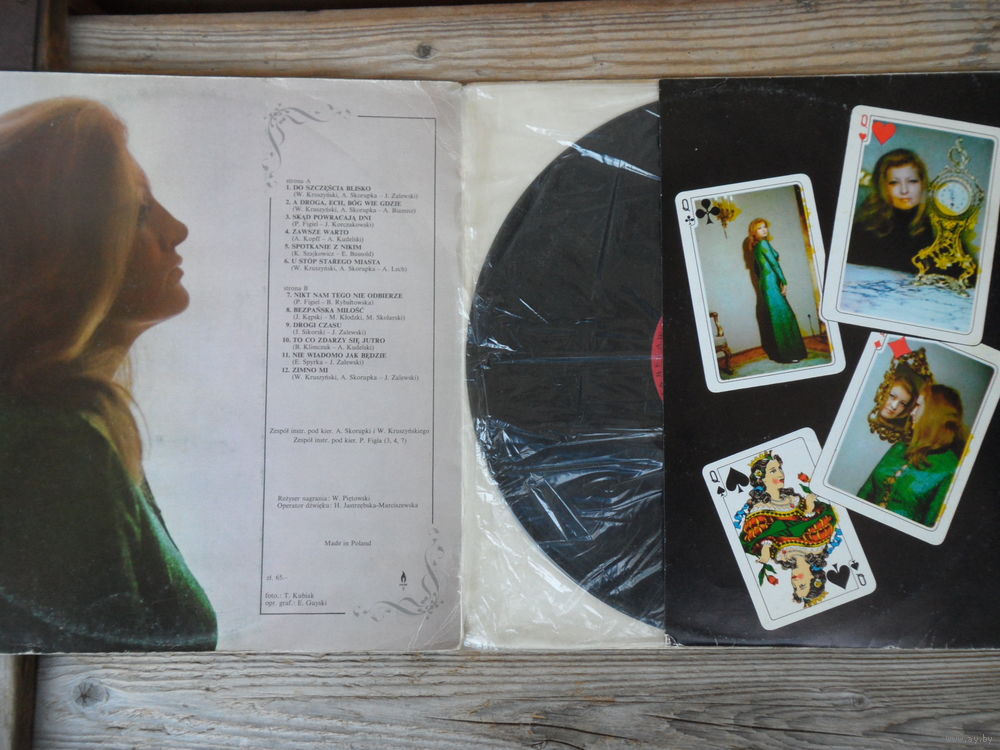 strona A
1. DO SZCZĘŚCIA BLISKO
(W. Kruszyński, A. Skorupka – J. Zalewski)
2. A DROGA, ECH, BÓG WIE GDZIE
(W. Kruszyński, A. Skorupka – A. Bianusz)
3. SKĄD POWRACAJĄ DNI
(P. Figiel – J. Korczakowski)
4. ZAWSZE WARTO
(A. Kopff – A. Kudelski)
5. SPOTKANIE Z NIKIM
(K. Szajkowicz – E. Buszold)
6. U STÓP STAREGO MIASTA
(W. Kruszyński, A. Skorupka – A. Lach)
strona B
7. NIKT NAM TEGO NIE ODBIERZE
(P. Figiel – B. Rybałtowska)
8. BEZPAŃSKA MIŁOŚĆ
(J. Kępski – M. Kłodzki, M. Skolarski)
9. DROGI CZASU
(J. Sikorski – J. Zalewski)
10. TO CO ZDARZY SIĘ JUTRO
(B. Klimczuk – A. Kudelski)
11. NIE WIADOMO JAK BĘDZIE
(E. Spyrka – J. Zalewski)
12. ZIMNO MI
(W. Kruszyński, A. Skorupka – J. Zalewski)
Zespół instr. pod kier. A. Skorupki i W. Kruszyńskiego
Zespół instr. pod kier. P. Figla (3, 4, 7)
Reżyser nagrania: W. Piętowski
Operator dźwięku: H. Jastrzębska-Marciszewska
Made in Poland
zł. 65.–
foto.: T. Kubiak
opr. graf.: E. Guyski
Q
Q
Q
Q
www.ay.by